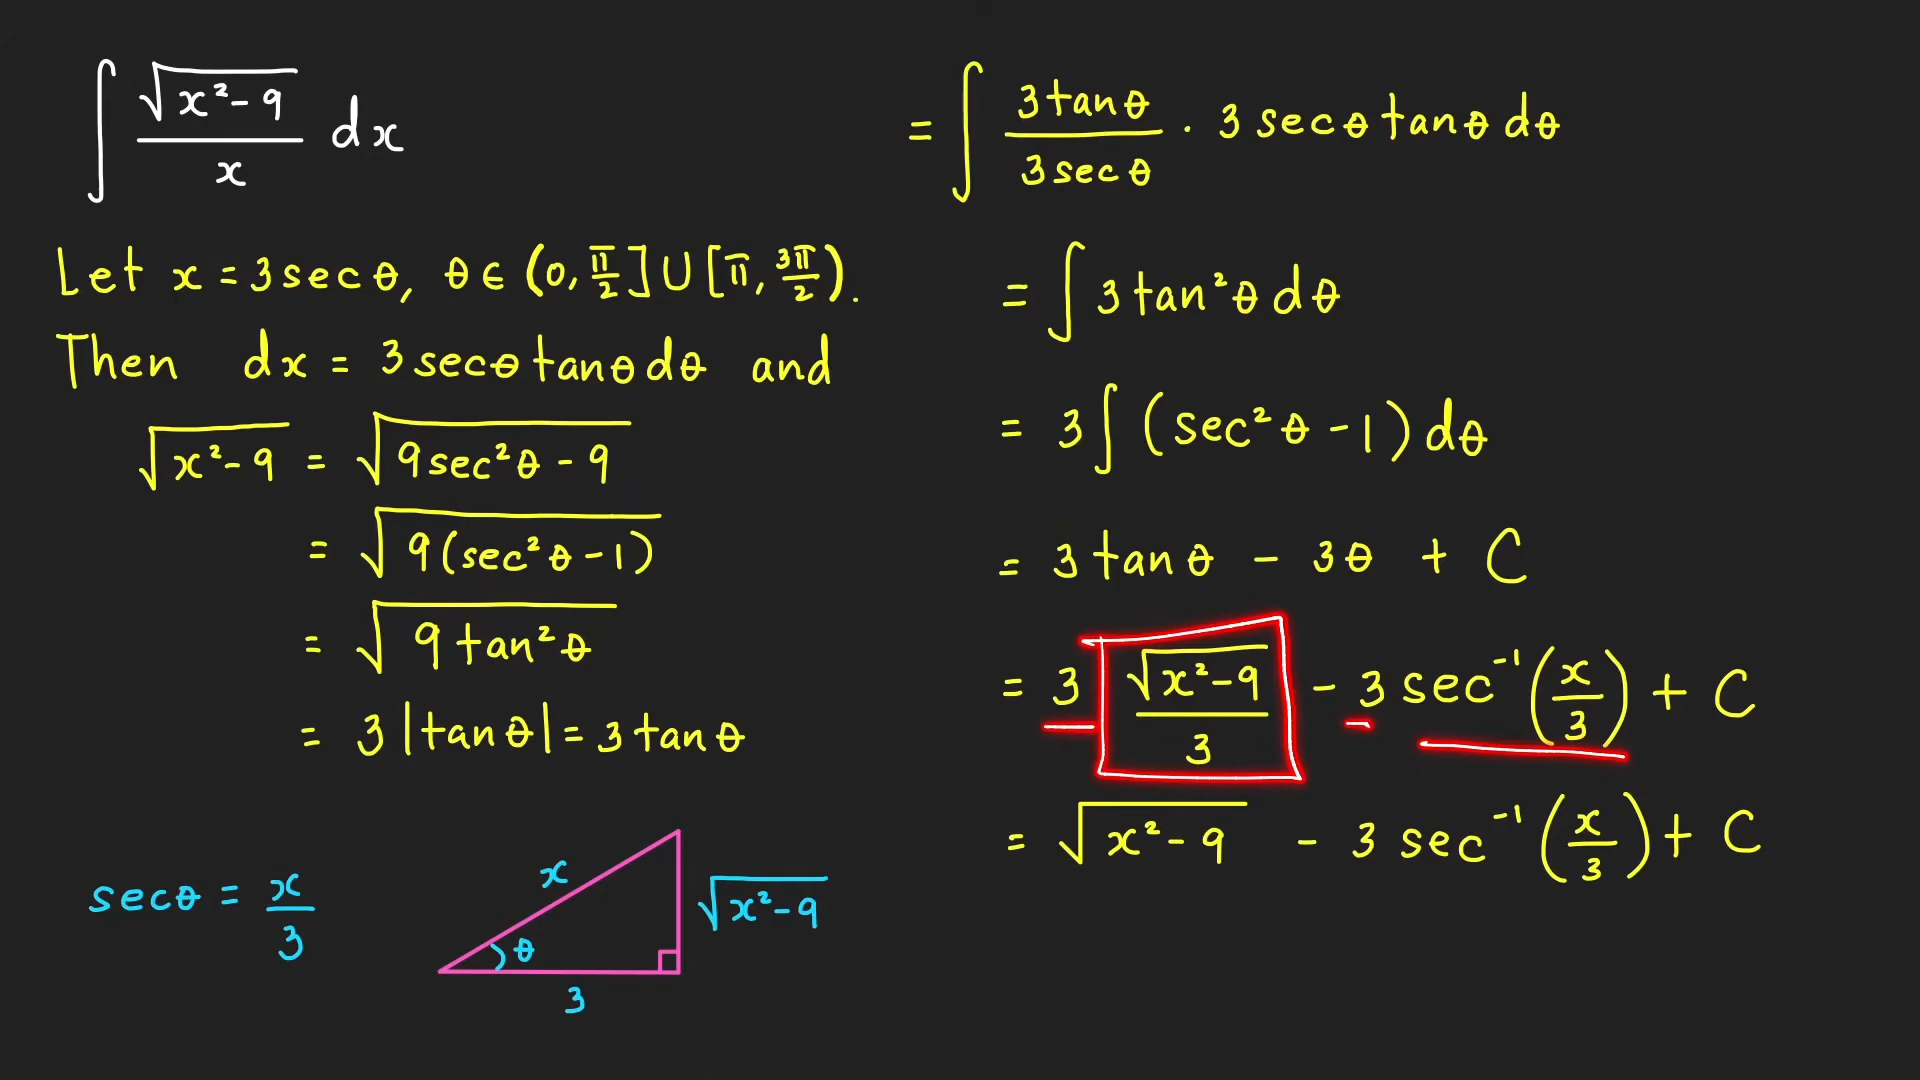 ∫ √(x²-9)/x dx
Let x = 3secθ, θ∈(0, π/2]∪[π, 3π/2).
Then dx = 3secθ tanθ dθ and
√(x²-9) = √(9sec²θ - 9)
= √(9(sec²θ - 1))
= √(9tan²θ)
= 3|tanθ| = 3tanθ
secθ = x/3
x
θ
3
√(x²-9)
= ∫ (3tanθ)/(3secθ) · 3secθ tanθ dθ
= ∫ 3tan²θ dθ
= 3∫(sec²θ - 1)dθ
= 3tanθ - 3θ + C
= 3 √(x²-9)/3 - 3sec⁻¹(x/3) + C
= √(x²-9) - 3sec⁻¹(x/3) + C